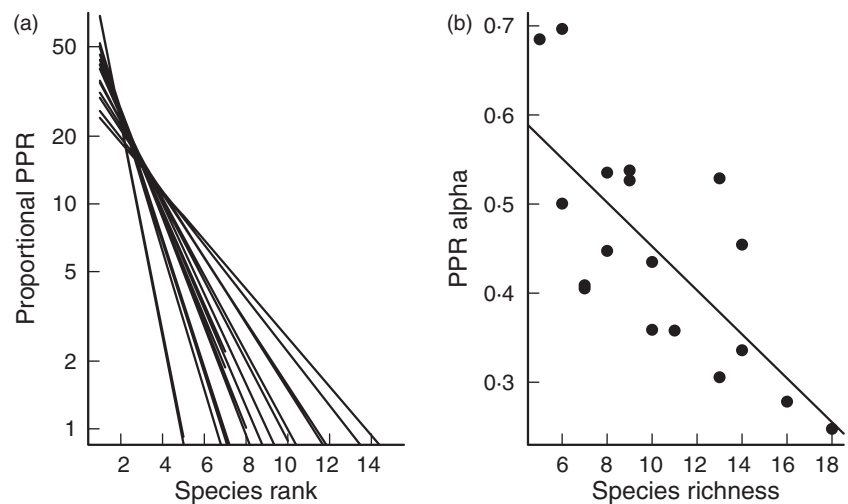 (a)
Proportional PPR
50
20
10
5
2
1
2 4 6 8 10 12 14
Species rank
(b)
PPR alpha
0·7
0·6
0·5
0·4
0·3
6 8 10 12 14 16 18
Species richness